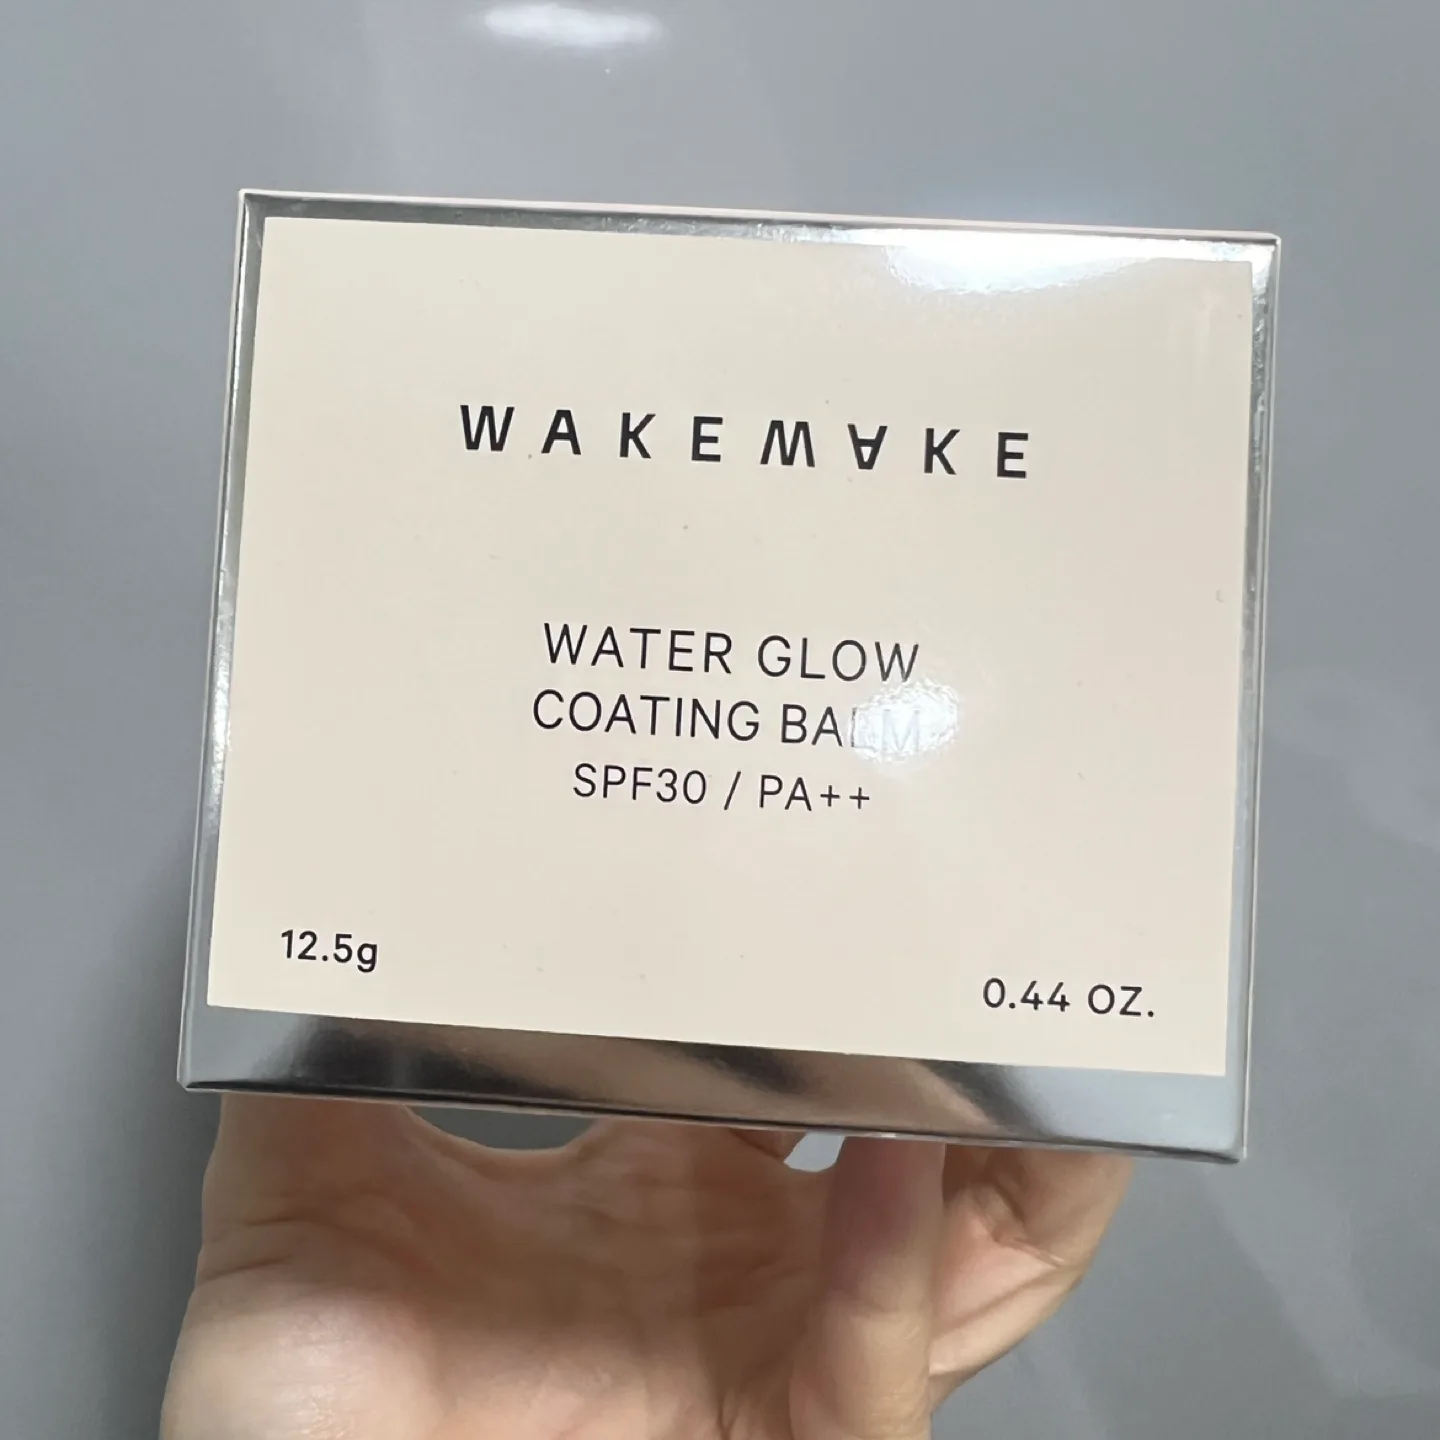 WAKEMAKE
WATER GLOW
COATING BALM
SPF30 / PA++
12.5g
0.44 OZ.